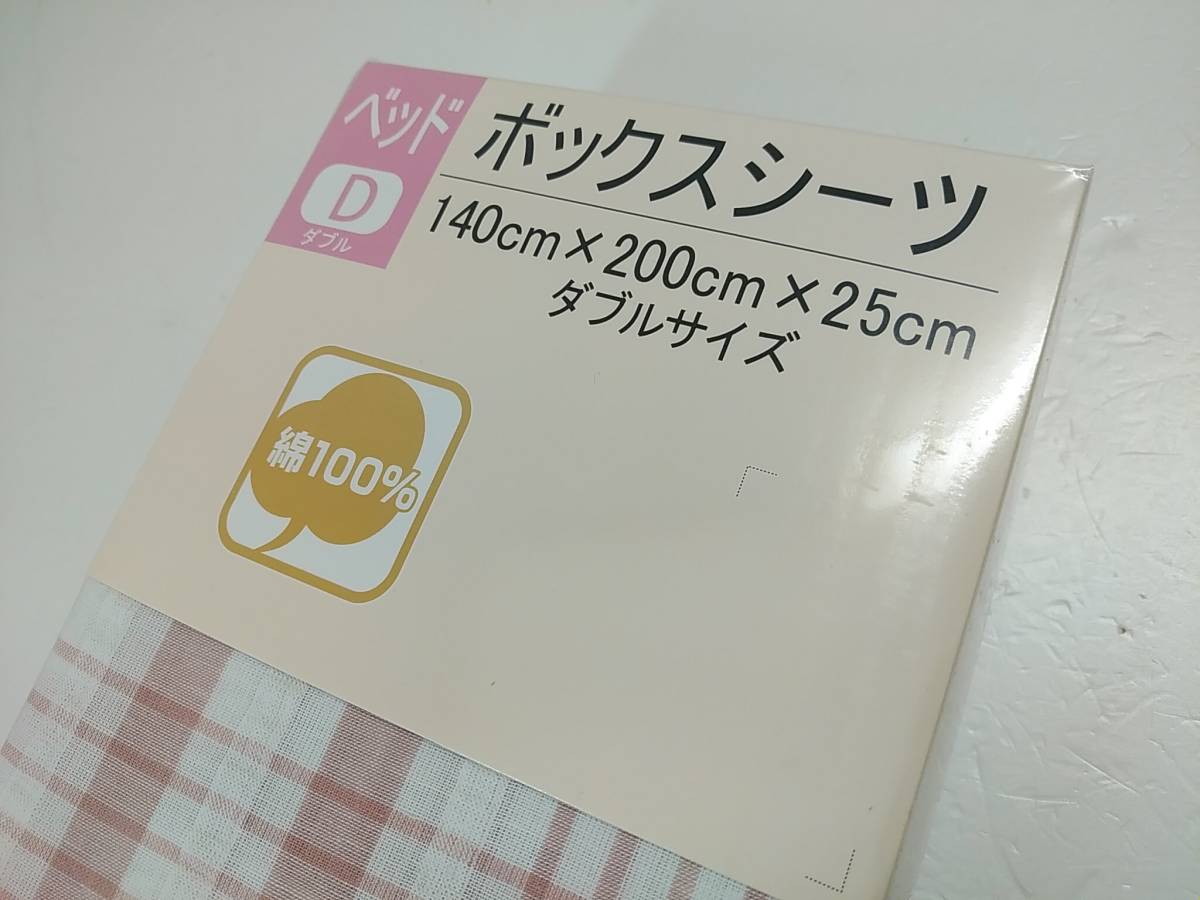 ベッド
D
ダブル
ボックスシーツ
140cm×200cm×25cm
ダブルサイズ
綿100%